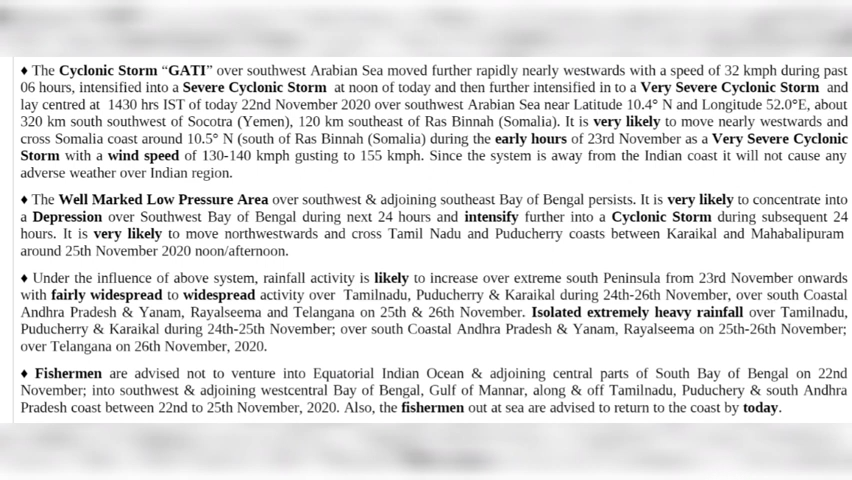 ♦ The Cyclonic Storm “GATI” over southwest Arabian Sea moved further rapidly nearly westwards with a speed of 32 kmph during past
06 hours, intensified into a Severe Cyclonic Storm at noon of today and then further intensified in to a Very Severe Cyclonic Storm and
lay centred at 1430 hrs IST of today 22nd November 2020 over southwest Arabian Sea near Latitude 10.4° N and Longitude 52.0°E, about
320 km south southwest of Socotra (Yemen), 120 km southeast of Ras Binnah (Somalia). It is very likely to move nearly westwards and
cross Somalia coast around 10.5° N (south of Ras Binnah (Somalia) during the early hours of 23rd November as a Very Severe Cyclonic
Storm with a wind speed of 130-140 kmph gusting to 155 kmph. Since the system is away from the Indian coast it will not cause any
adverse weather over Indian region.
♦ The Well Marked Low Pressure Area over southwest & adjoining southeast Bay of Bengal persists. It is very likely to concentrate into
a Depression over Southwest Bay of Bengal during next 24 hours and intensify further into a Cyclonic Storm during subsequent 24
hours. It is very likely to move northwestwards and cross Tamil Nadu and Puducherry coasts between Karaikal and Mahabalipuram
around 25th November 2020 noon/afternoon.
♦ Under the influence of above system, rainfall activity is likely to increase over extreme south Peninsula from 23rd November onwards
with fairly widespread to widespread activity over Tamilnadu, Puducherry & Karaikal during 24th-26th November, over south Coastal
Andhra Pradesh & Yanam, Rayalseema and Telangana on 25th & 26th November. Isolated extremely heavy rainfall over Tamilnadu,
Puducherry & Karaikal during 24th-25th November; over south Coastal Andhra Pradesh & Yanam, Rayalseema on 25th-26th November;
over Telangana on 26th November, 2020.
♦ Fishermen are advised not to venture into Equatorial Indian Ocean & adjoining central parts of South Bay of Bengal on 22nd
November; into southwest & adjoining westcentral Bay of Bengal, Gulf of Mannar, along & off Tamilnadu, Puduchery & south Andhra
Pradesh coast between 22nd to 25th November, 2020. Also, the fishermen out at sea are advised to return to the coast by today.